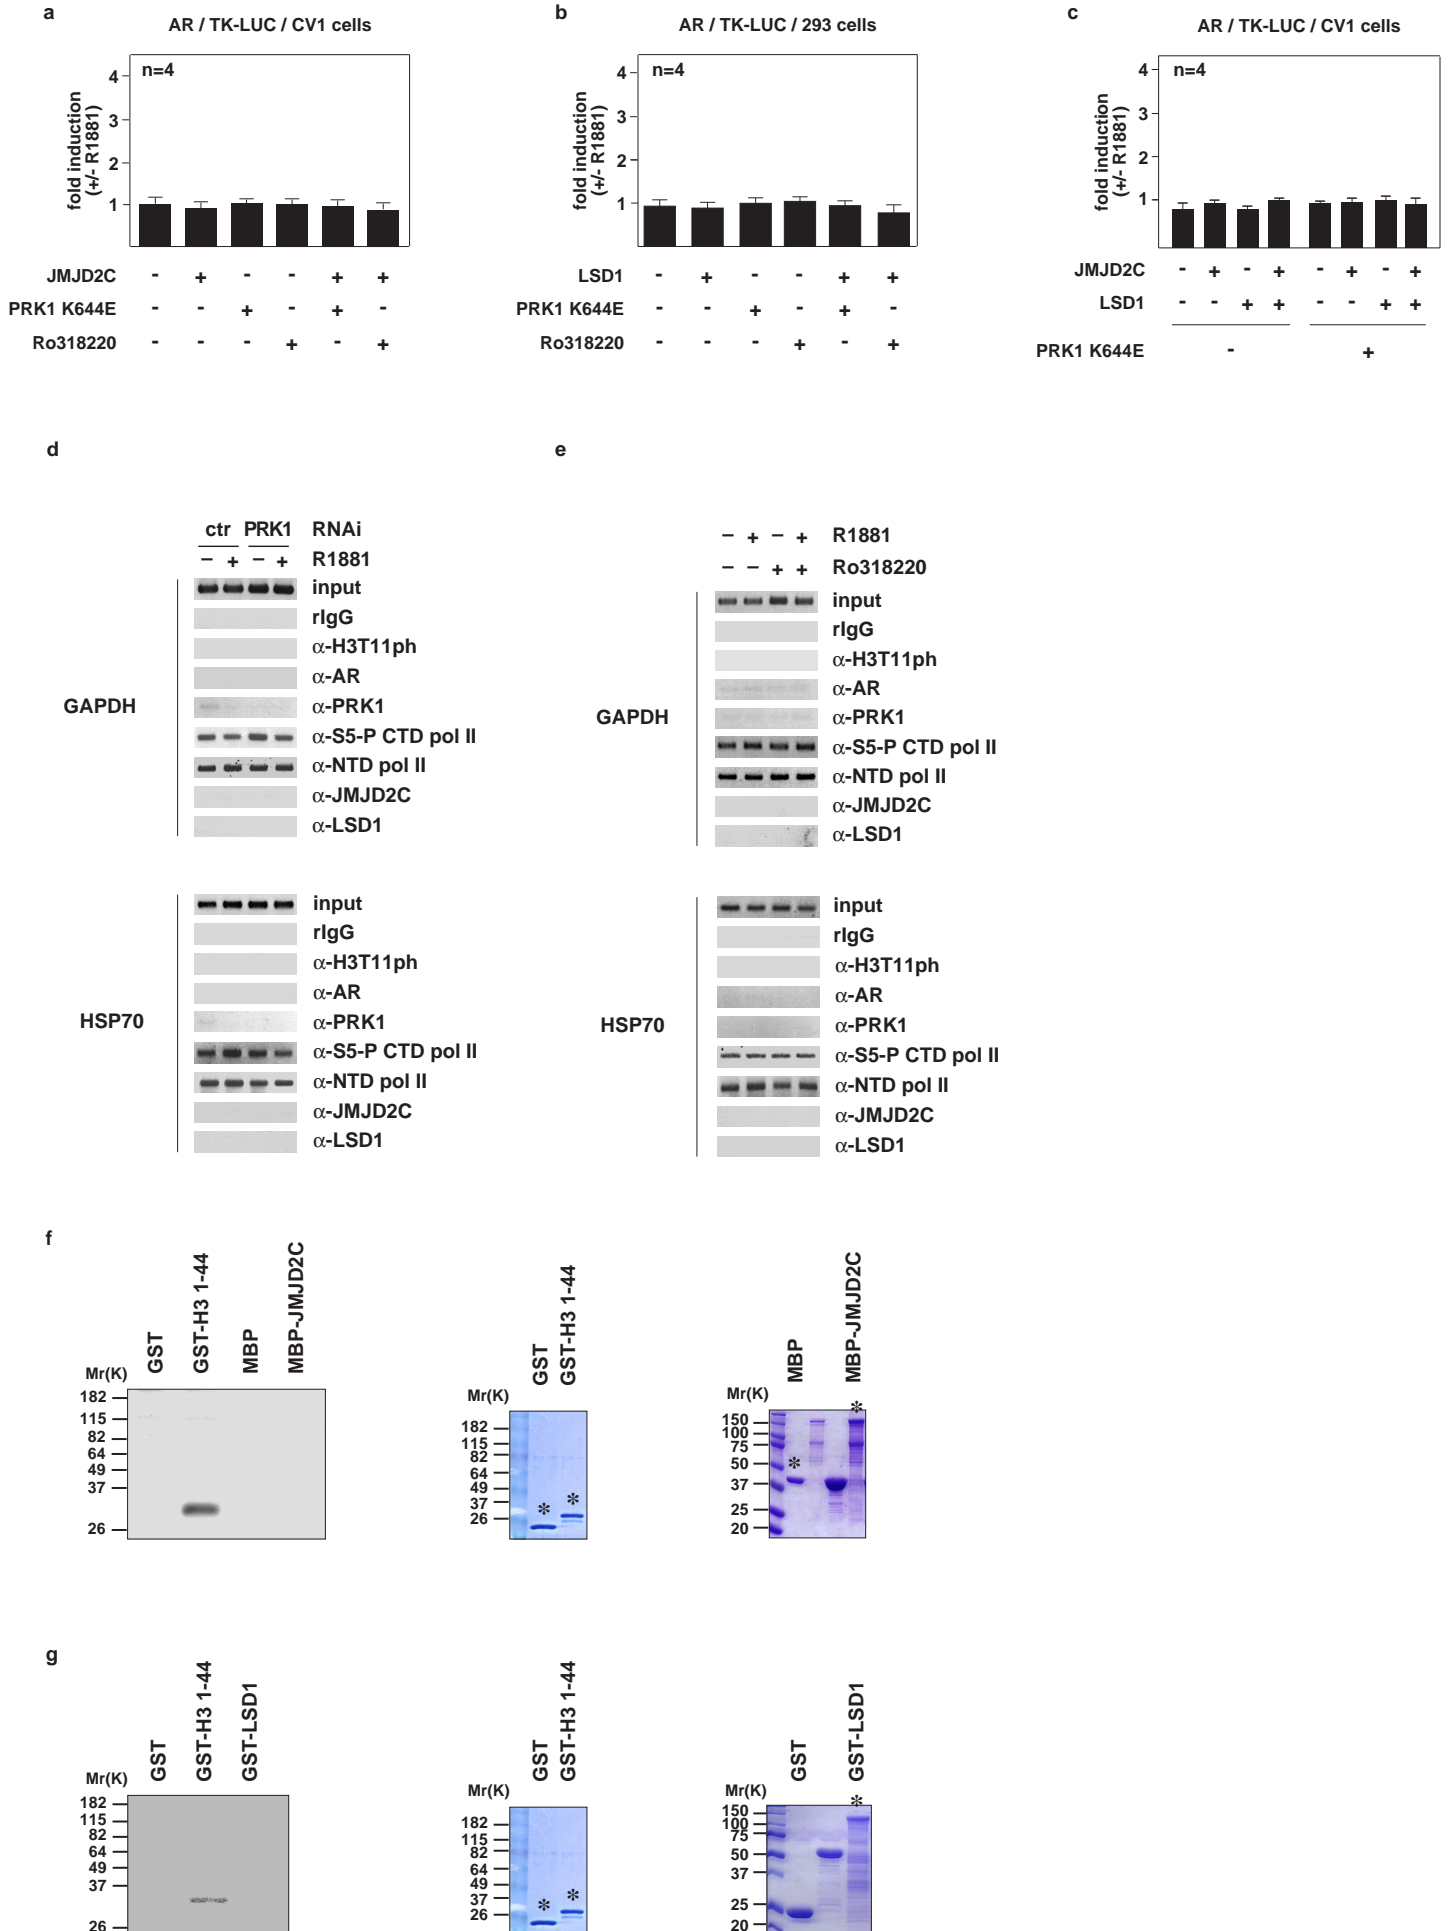 a
AR / TK-LUC / CV1 cells
n=4
fold induction
(+/- R1881)
4
3
2
1
JMJD2C - + - - + +
PRK1 K644E - - + - + -
Ro318220 - - - + - +
b
AR / TK-LUC / 293 cells
n=4
fold induction
(+/- R1881)
4
3
2
1
LSD1 - + - - + +
PRK1 K644E - - + - + -
Ro318220 - - - + - +
c
AR / TK-LUC / CV1 cells
n=4
fold induction
(+/- R1881)
4
3
2
1
JMJD2C - + - + - + - +
LSD1 - - + + - - + +
PRK1 K644E - +
d
ctr PRK1 RNAi
– + – + R1881
GAPDH
input
rIgG
α-H3T11ph
α-AR
α-PRK1
α-S5-P CTD pol II
α-NTD pol II
α-JMJD2C
α-LSD1
HSP70
input
rIgG
α-H3T11ph
α-AR
α-PRK1
α-S5-P CTD pol II
α-NTD pol II
α-JMJD2C
α-LSD1
e
– + – + R1881
– – + + Ro318220
GAPDH
input
rIgG
α-H3T11ph
α-AR
α-PRK1
α-S5-P CTD pol II
α-NTD pol II
α-JMJD2C
α-LSD1
HSP70
input
rIgG
α-H3T11ph
α-AR
α-PRK1
α-S5-P CTD pol II
α-NTD pol II
α-JMJD2C
α-LSD1
f
GST
GST-H3 1-44
MBP
MBP-JMJD2C
Mr(K)
182
115
82
64
49
37
26
GST
GST-H3 1-44
Mr(K)
182
115
82
64
49
37
26
*
*
MBP
MBP-JMJD2C
Mr(K)
150
100
75
50
37
25
20
*
*
g
GST
GST-H3 1-44
GST-LSD1
Mr(K)
182
115
82
64
49
37
26
GST
GST-H3 1-44
Mr(K)
182
115
82
64
49
37
26
*
*
GST
GST-LSD1
Mr(K)
150
100
75
50
37
25
20
*